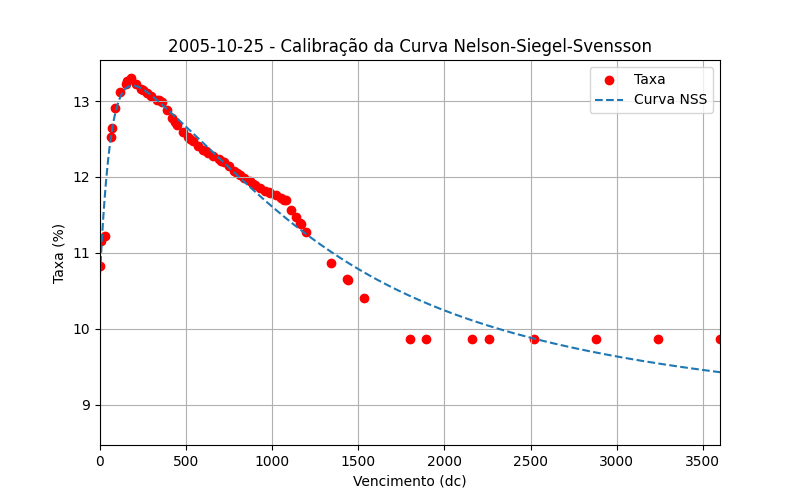 2005-10-25 - Calibração da Curva Nelson-Siegel-Svensson
Taxa
Curva NSS
Taxa (%)
13
12
11
10
9
0 500 1000 1500 2000 2500 3000 3500
Vencimento (dc)